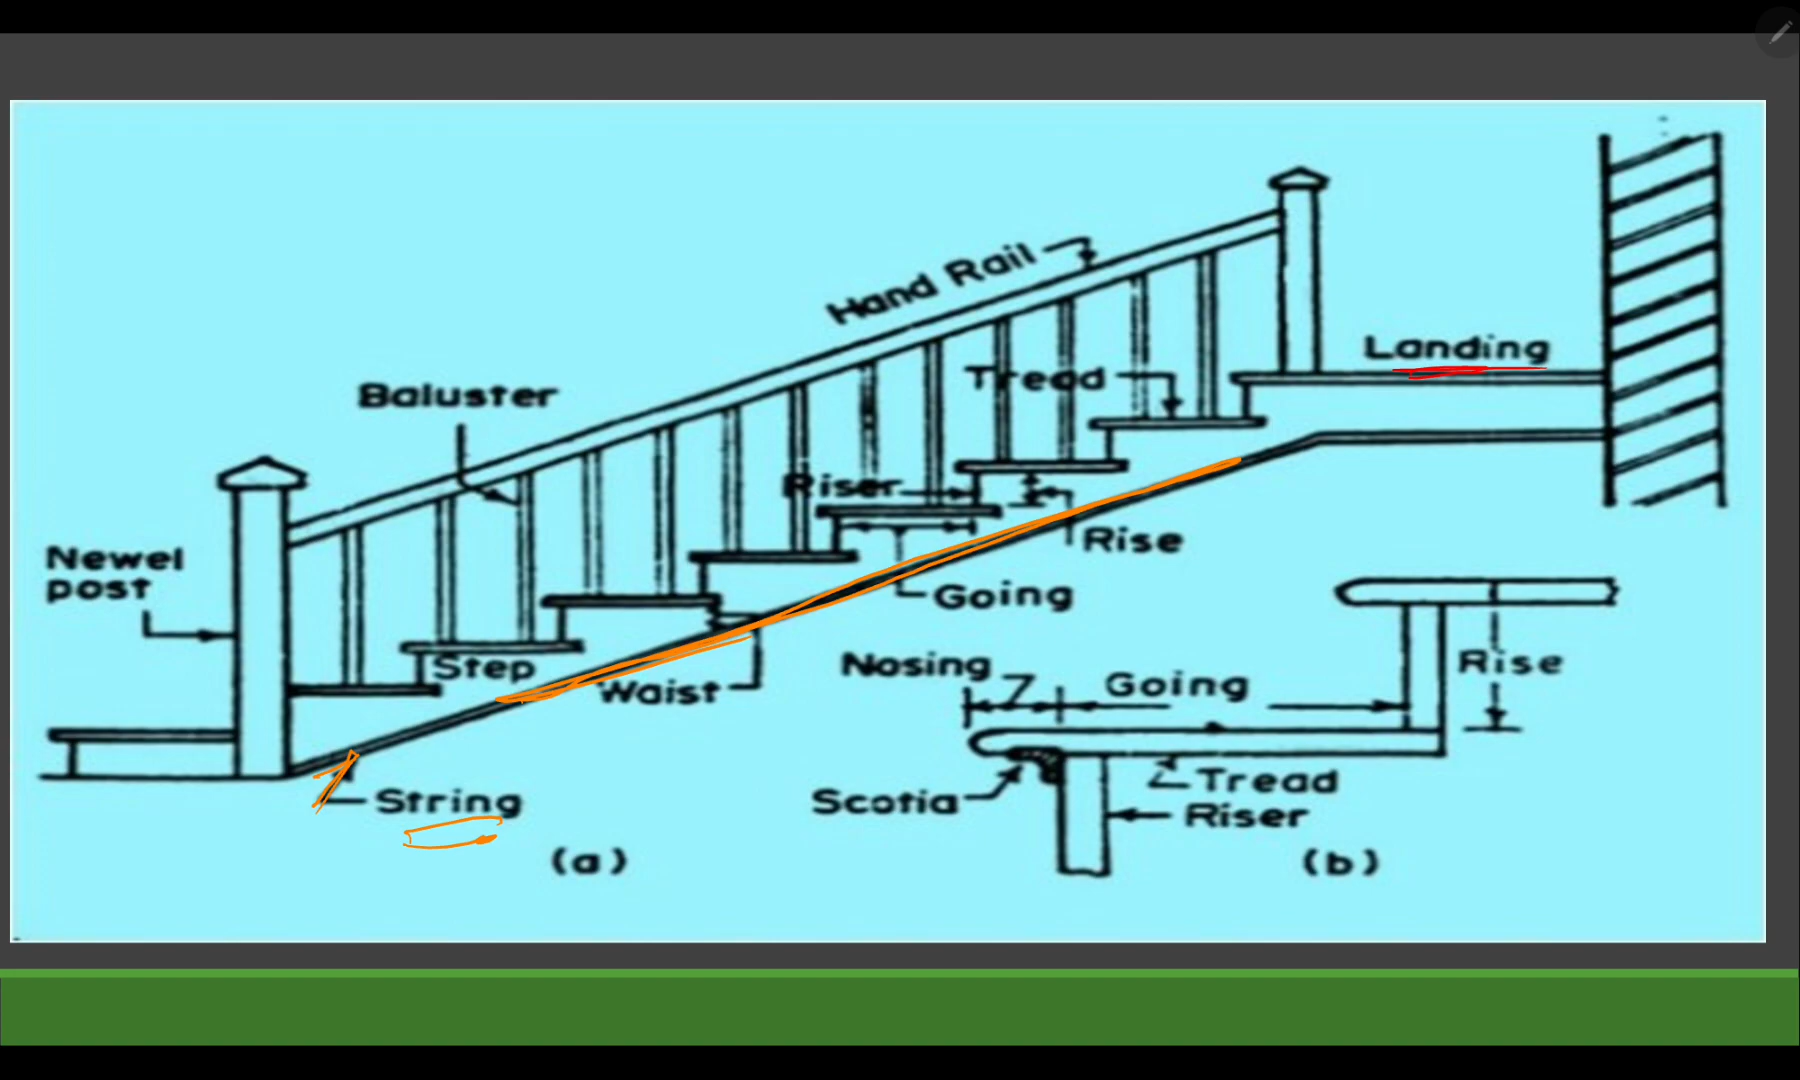 Hand Rail
Landing
Tread
Baluster
Riser
Rise
Newel
post
Going
Step
Waist
Nosing
Going
Rise
String
Scotia
Tread
Riser
(a)
(b)